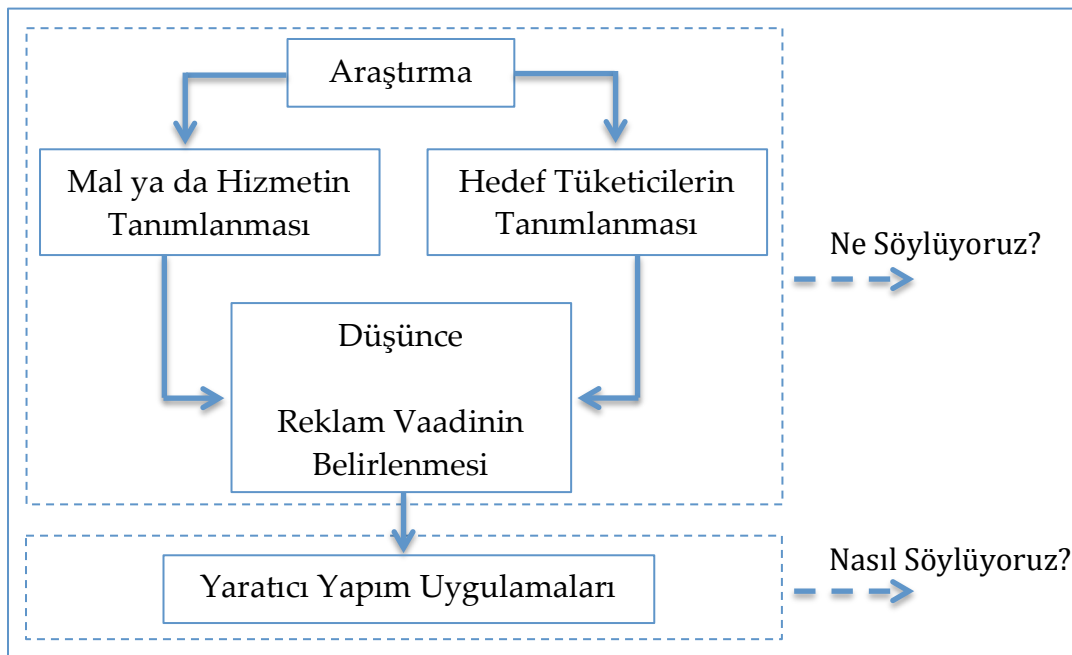 Araştırma
Mal ya da Hizmetin
Tanımlanması
Hedef Tüketicilerin
Tanımlanması
Ne Söylüyoruz?
Düşünce
Reklam Vaadinin
Belirlenmesi
Yaratıcı Yapım Uygulamaları
Nasıl Söylüyoruz?